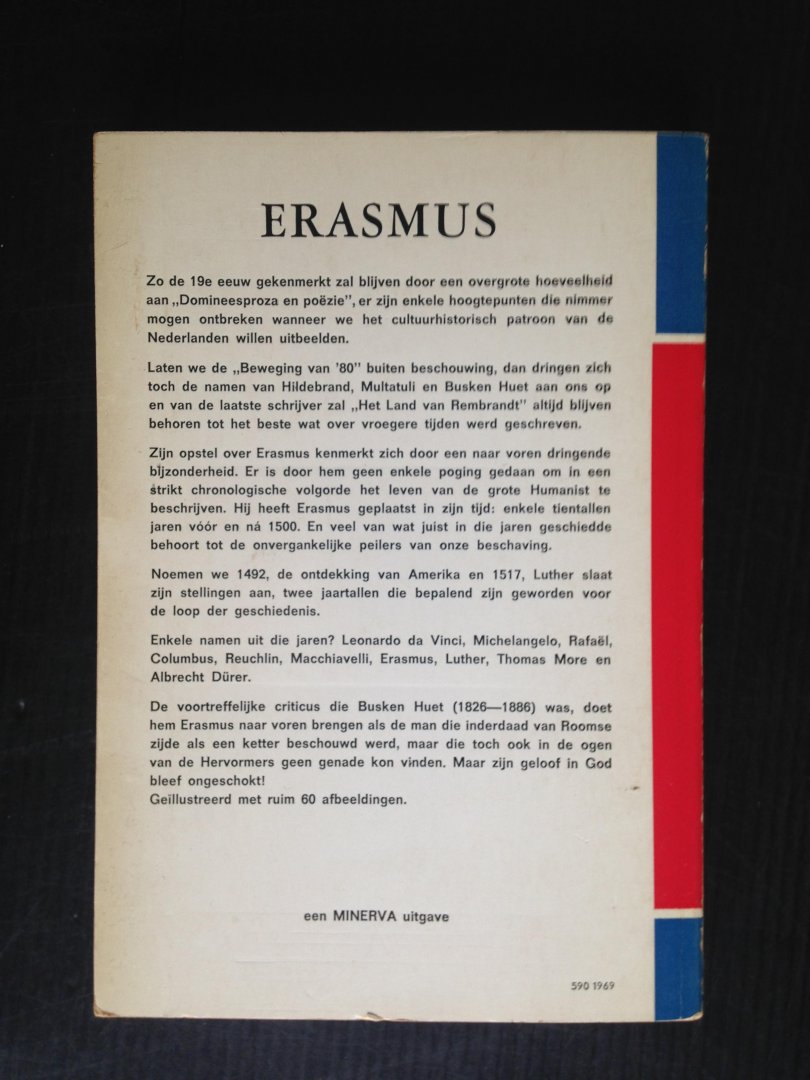 ERASMUS
Zo de 19e eeuw gekenmerkt zal blijven door een overgrote hoeveelheid
aan „Domineesproza en poëzie”, er zijn enkele hoogtepunten die nimmer
mogen ontbreken wanneer we het cultuurhistorisch patroon van de
Nederlanden willen uitbeelden.
Laten we de „Beweging van '80” buiten beschouwing, dan dringen zich
toch de namen van Hildebrand, Multatuli en Busken Huet aan ons op
en van de laatste schrijver zal „Het Land van Rembrandt” altijd blijven
behoren tot het beste wat over vroegere tijden werd geschreven.
Zijn opstel over Erasmus kenmerkt zich door een naar voren dringende
bijzonderheid. Er is door hem geen enkele poging gedaan om in een
strikt chronologische volgorde het leven van de grote Humanist te
beschrijven. Hij heeft Erasmus geplaatst in zijn tijd: enkele tientallen
jaren vóór en ná 1500. En veel van wat juist in die jaren geschiedde
behoort tot de onvergankelijke peilers van onze beschaving.
Noemen we 1492, de ontdekking van Amerika en 1517, Luther slaat
zijn stellingen aan, twee jaartallen die bepalend zijn geworden voor
de loop der geschiedenis.
Enkele namen uit die jaren? Leonardo da Vinci, Michelangelo, Rafaël,
Columbus, Reuchlin, Macchiavelli, Erasmus, Luther, Thomas More en
Albrecht Dürer.
De voortreffelijke criticus die Busken Huet (1826—1886) was, doet
hem Erasmus naar voren brengen als de man die inderdaad van Roomse
zijde als een ketter beschouwd werd, maar die toch ook in de ogen
van de Hervormers geen genade kon vinden. Maar zijn geloof in God
bleef ongeschokt!
Geïllustreerd met ruim 60 afbeeldingen.
een MINERVA uitgave
590 1969